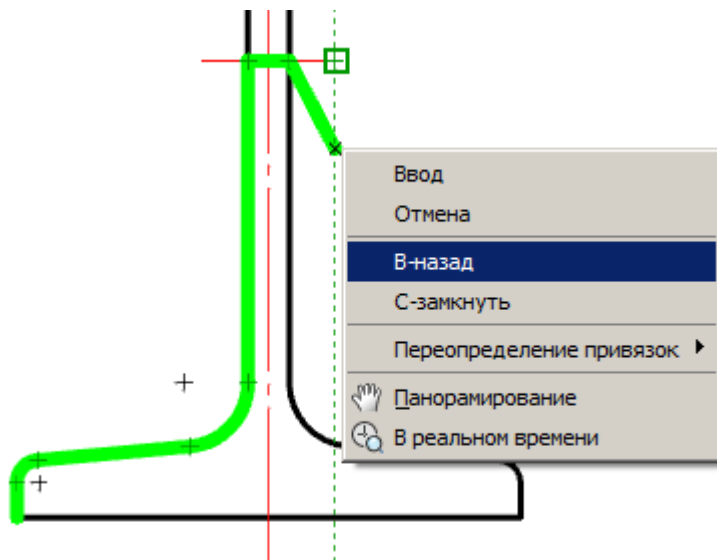 Ввод
Отмена
В-назад
С-замкнуть
Переопределение привязок
Панорамирование
В реальном времени